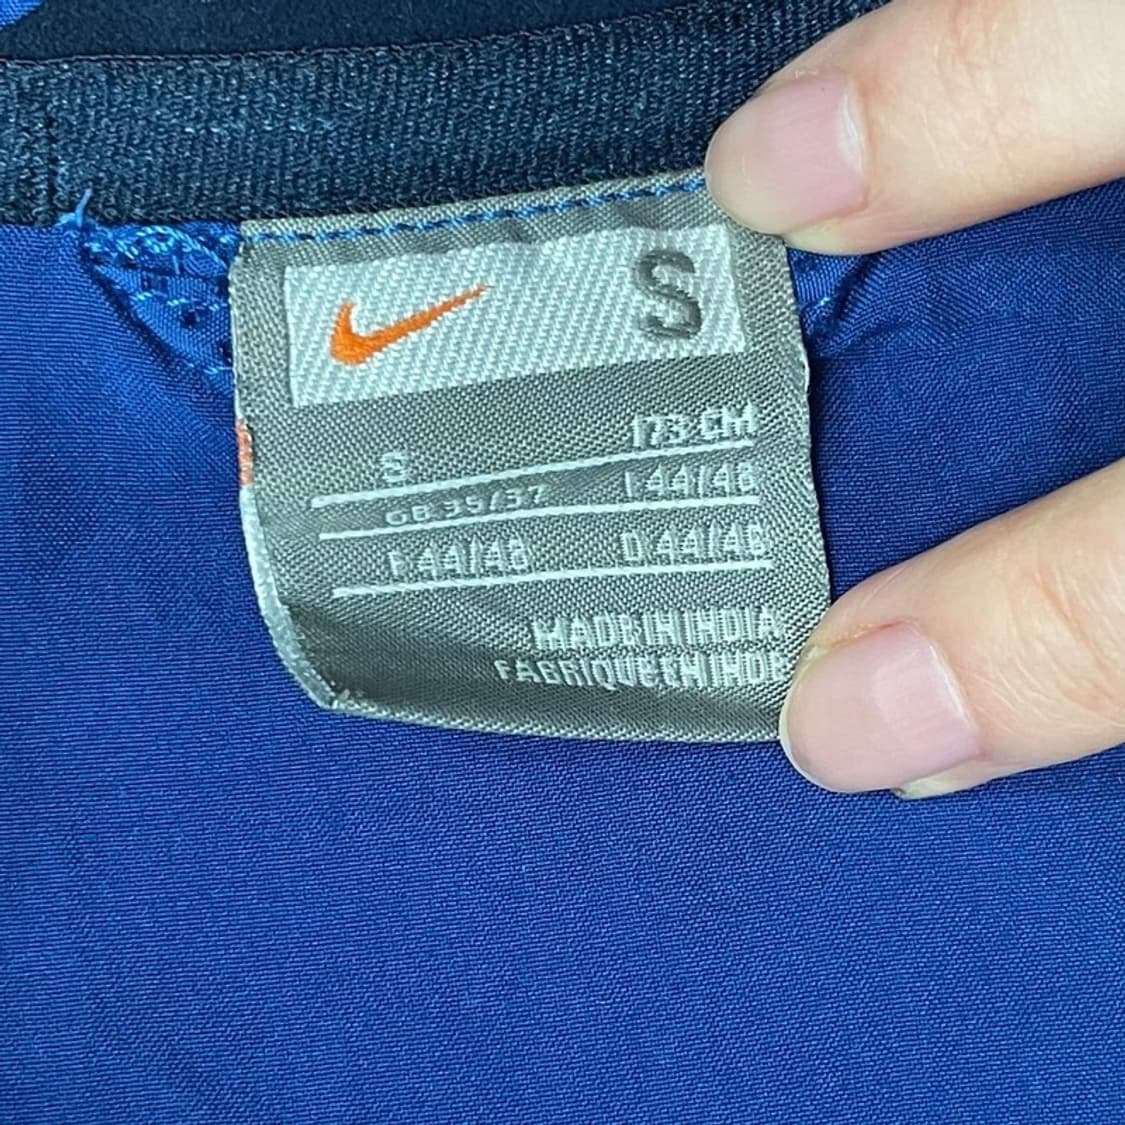 S
173 CM
S
GB 35/37 I 44/46
F 44/46 D 44/46
MADE IN INDIA
FABRIQUE EN INDE